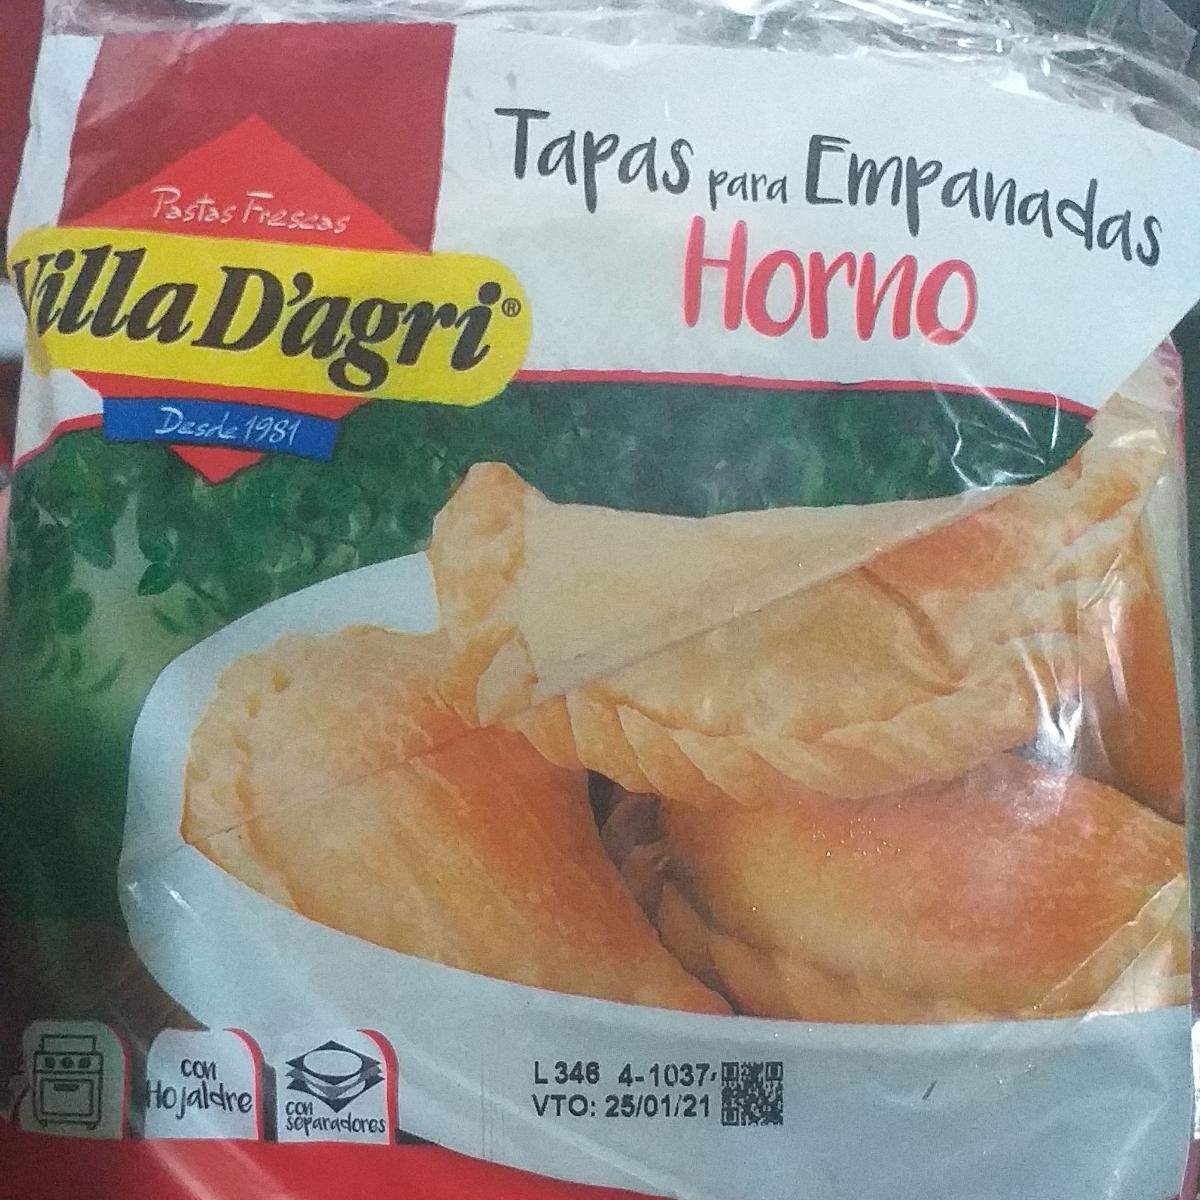 Tapas para Empanadas
Horno
Pastas Frescas
Villa D'agri®
Desde 1981
con
Hojaldre
con
separadores
L 346 4-1037
VTO: 25/01/21